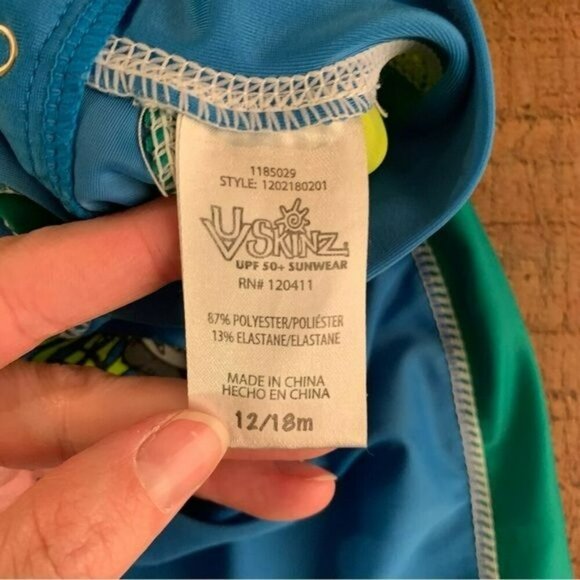 1185029
STYLE: 1202180201
UV SKINZ
UPF 50+ SUNWEAR
RN# 120411
87% POLYESTER/POLIÉSTER
13% ELASTANE/ELASTANE
MADE IN CHINA
HECHO EN CHINA
12/18m